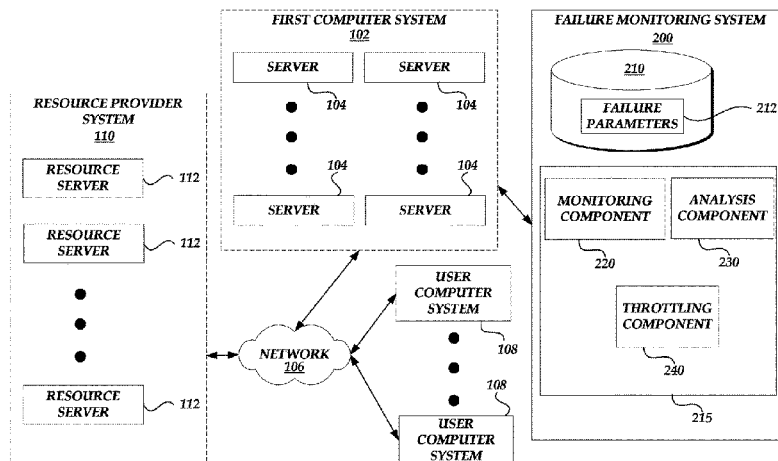 FIRST COMPUTER SYSTEM
102
SERVER
SERVER
104
104
104
104
SERVER
SERVER
FAILURE MONITORING SYSTEM
200
210
FAILURE
PARAMETERS
212
MONITORING
COMPONENT
220
ANALYSIS
COMPONENT
230
THROTTLING
COMPONENT
240
215
RESOURCE PROVIDER
SYSTEM
110
RESOURCE
SERVER
112
RESOURCE
SERVER
112
RESOURCE
SERVER
112
NETWORK
106
USER
COMPUTER
SYSTEM
108
108
USER
COMPUTER
SYSTEM